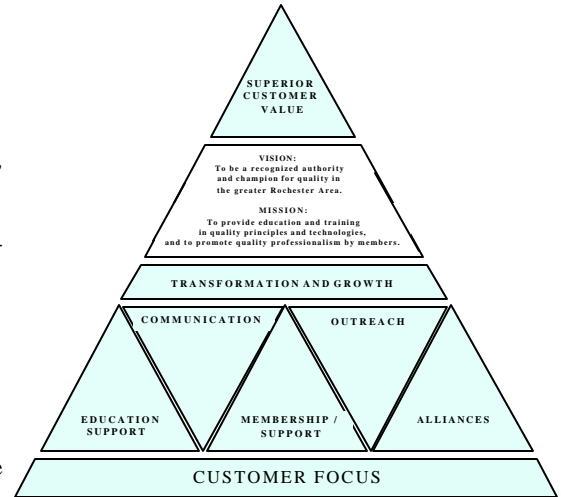 SUPERIOR
CUSTOMER
VALUE
VISION:
To be a recognized authority
and champion for quality in
the greater Rochester Area.
MISSION:
To provide education and training
in quality principles and technologies,
and to promote quality professionalism by members.
TRANSFORMATION AND GROWTH
COMMUNICATION
OUTREACH
EDUCATION
SUPPORT
MEMBERSHIP /
SUPPORT
ALLIANCES
CUSTOMER FOCUS